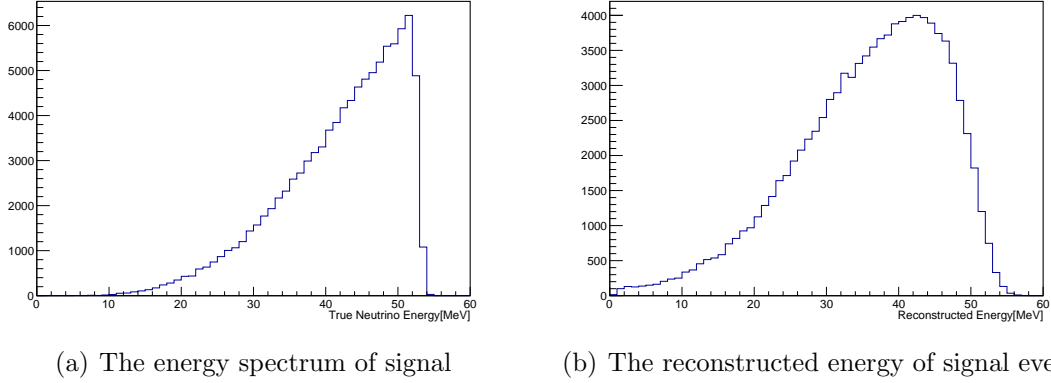 6000
5000
4000
3000
2000
1000
0
0 10 20 30 40 50 60
True Neutrino Energy[MeV]
4000
3500
3000
2500
2000
1500
1000
500
0
0 10 20 30 40 50 60
Reconstructed Energy[MeV]
(a) The energy spectrum of signal
(b) The reconstructed energy of signal eve